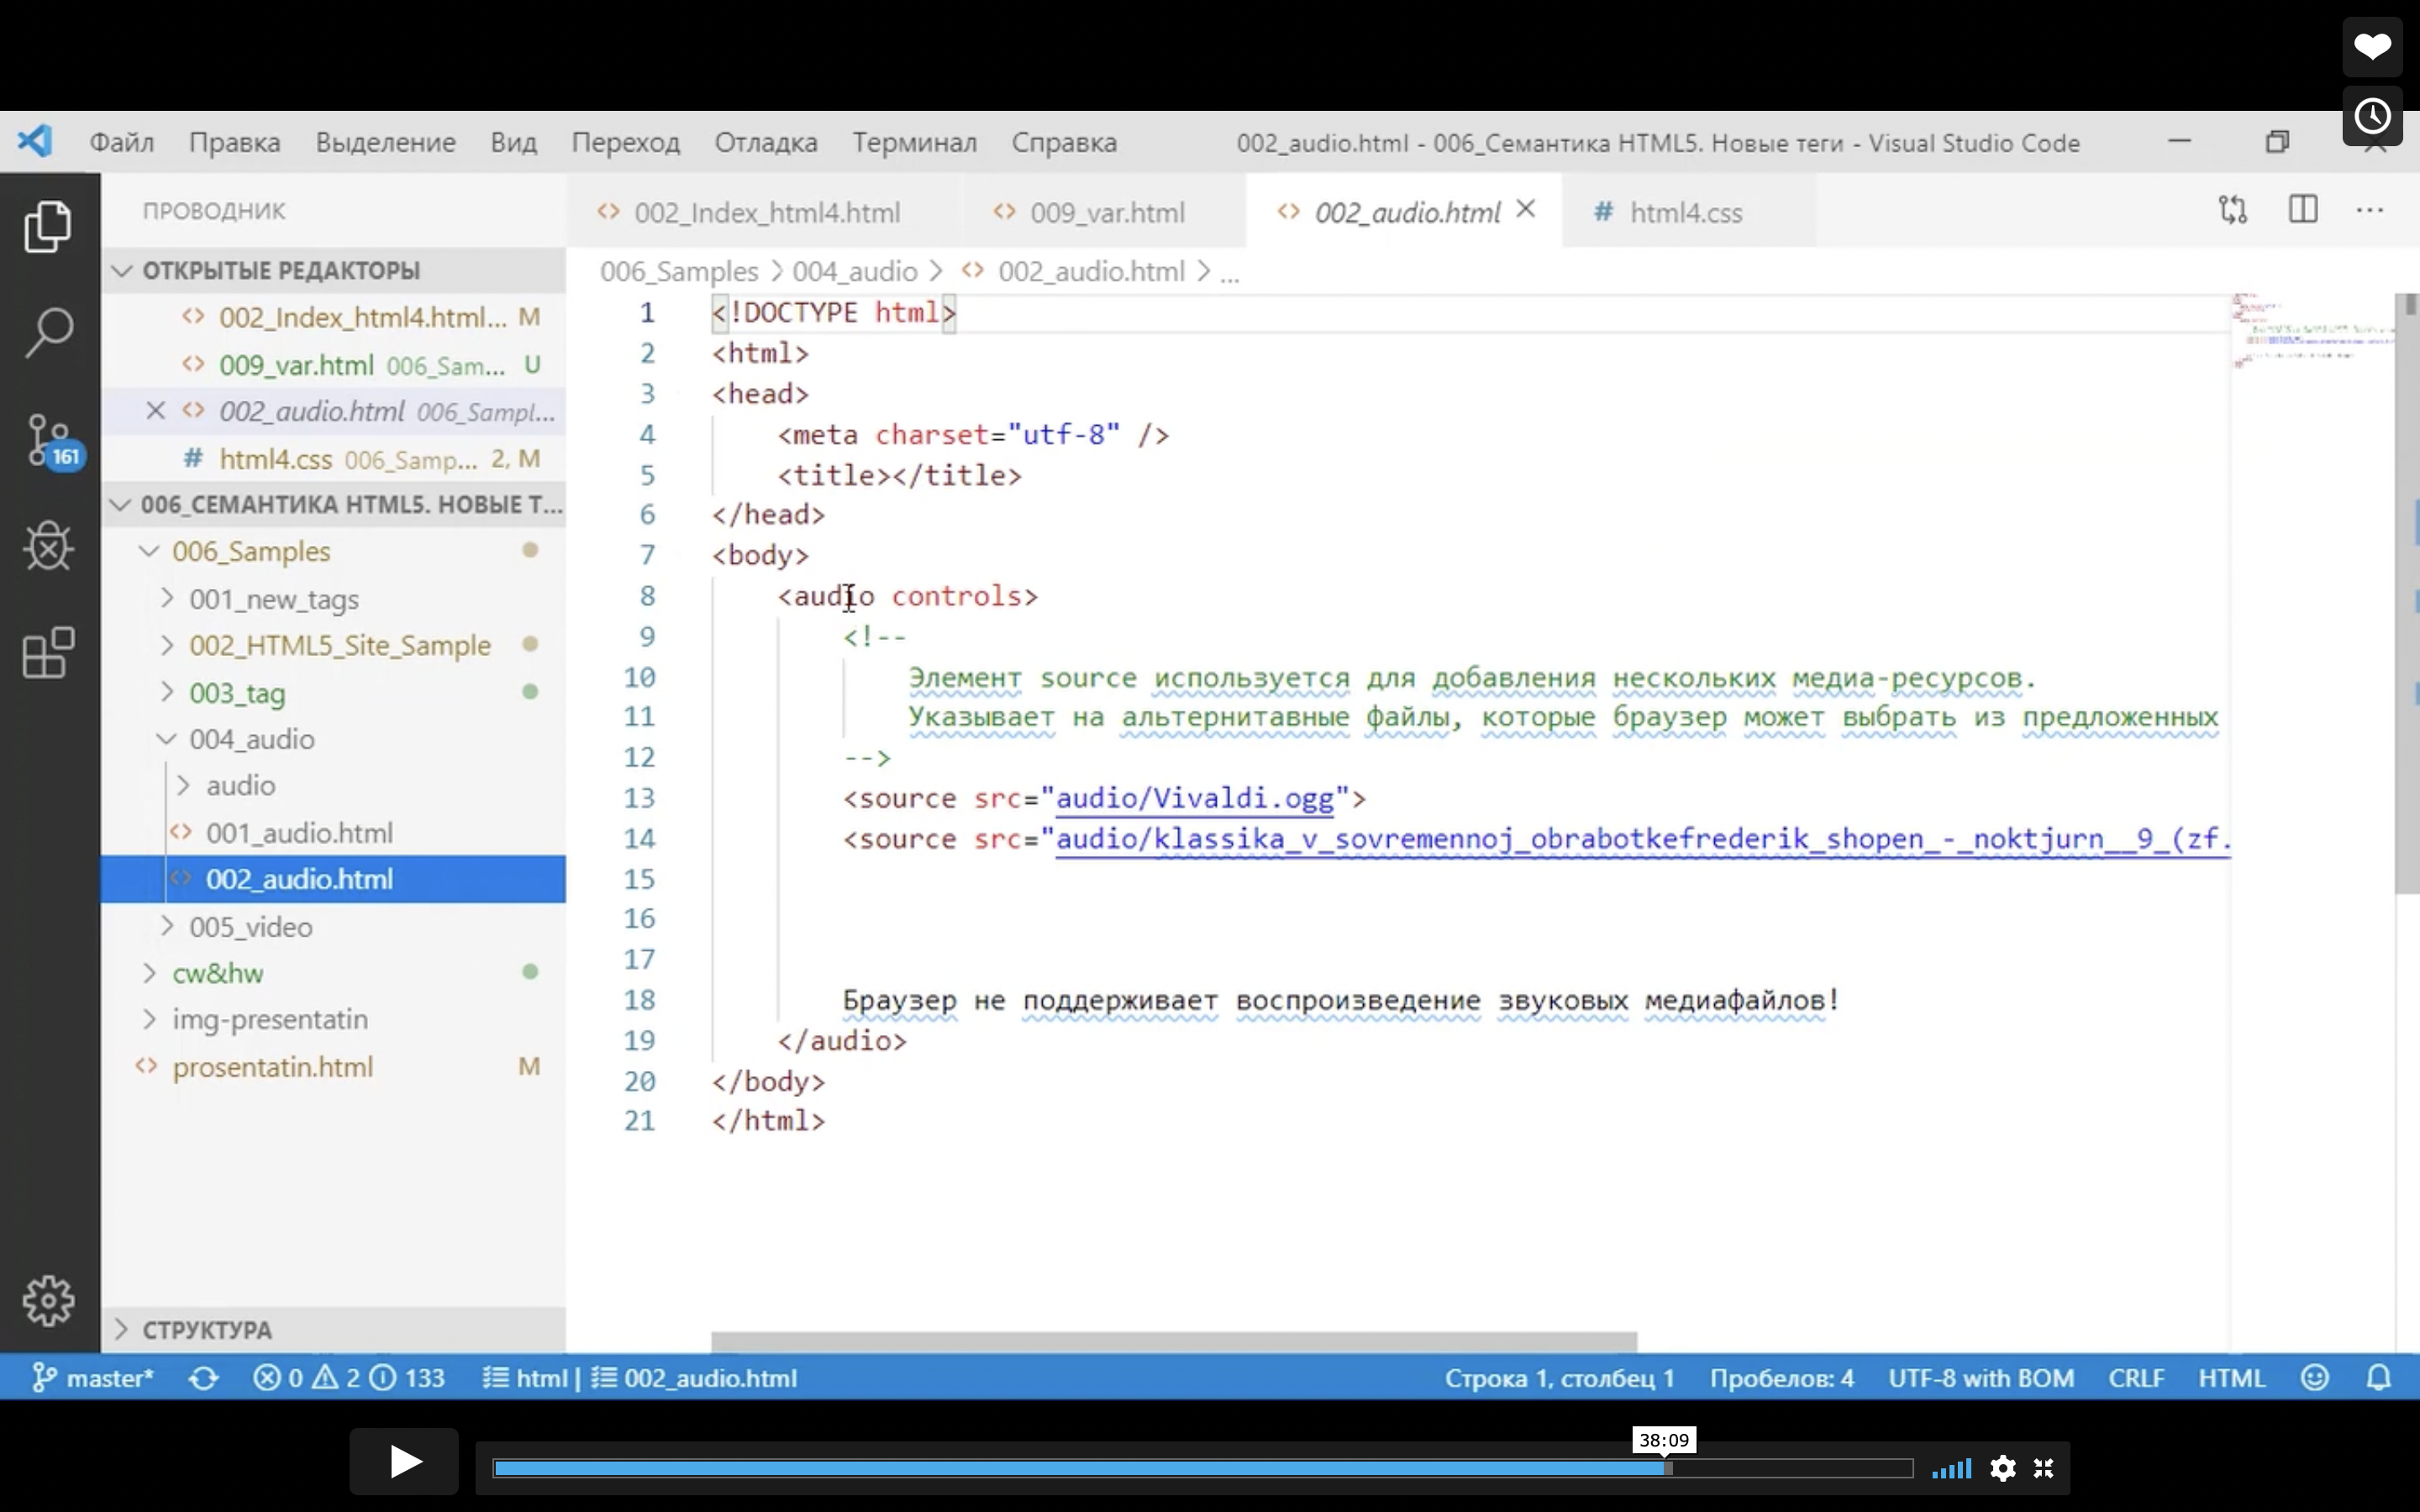 Файл Правка Выделение Вид Переход Отладка Терминал Справка 002_audio.html - 006_Семантика HTML5. Новые теги - Visual Studio Code
ПРОВОДНИК
ОТКРЫТЫЕ РЕДАКТОРЫ
002_Index_html4.html... M
009_var.html 006_Sam... U
002_audio.html 006_Sampl...
html4.css 006_Samp... 2, M
006_СЕМАНТИКА HTML5. НОВЫЕ Т...
006_Samples
001_new_tags
002_HTML5_Site_Sample
003_tag
004_audio
audio
001_audio.html
002_audio.html
005_video
cw&hw
img-presentatin
prosentatin.html M
СТРУКТУРА
161
002_Index_html4.html 009_var.html 002_audio.html html4.css
006_Samples > 004_audio > 002_audio.html > ...
1 <!DOCTYPE html>
2 <html>
3 <head>
4 <meta charset="utf-8" />
5 <title></title>
6 </head>
7 <body>
8 <audio controls>
9 <!--
10 Элемент source используется для добавления нескольких медиа-ресурсов.
11 Указывает на альтернитавные файлы, которые браузер может выбрать из предложенных
12 -->
13 <source src="audio/Vivaldi.ogg">
14 <source src="audio/klassika_v_sovremennoj_obrabotkefrederik_shopen_-_noktjurn__9_(zf.
15
16
17
18 Браузер не поддерживает воспроизведение звуковых медиафайлов!
19 </audio>
20 </body>
21 </html>
master* 0 2 133 html | 002_audio.html Строка 1, столбец 1 Пробелов: 4 UTF-8 with BOM CRLF HTML
38:09